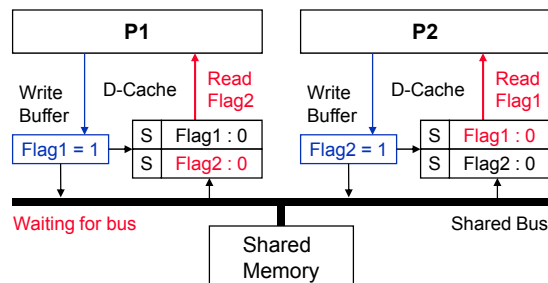 P1
P2
Write
Buffer
D-Cache
Read
Flag2
Write
Buffer
D-Cache
Read
Flag1
Flag1 = 1
S Flag1 : 0
S Flag2 : 0
Flag2 = 1
S Flag1 : 0
S Flag2 : 0
Waiting for bus
Shared Bus
Shared
Memory